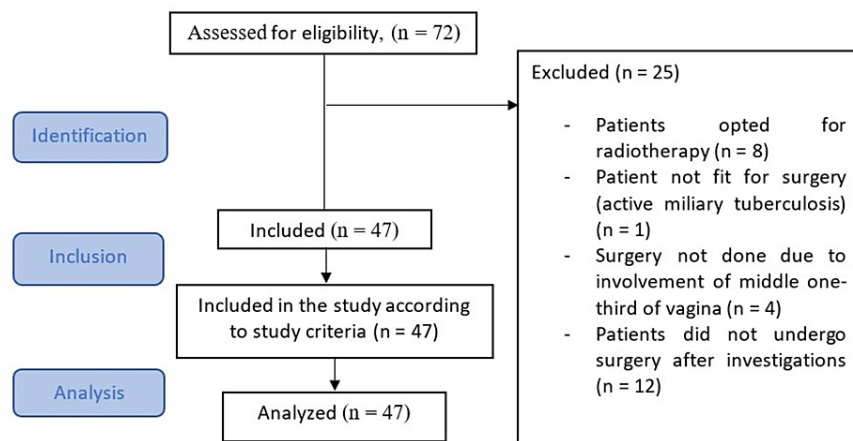 Assessed for eligibility, (n = 72)
Excluded (n = 25)
- Patients opted for
radiotherapy (n = 8)
- Patient not fit for surgery
(active miliary tuberculosis)
(n = 1)
- Surgery not done due to
involvement of middle one-
third of vagina (n = 4)
- Patients did not undergo
surgery after investigations
(n = 12)
Identification
Included (n = 47)
Inclusion
Included in the study according
to study criteria (n = 47)
Analysis
Analyzed (n = 47)